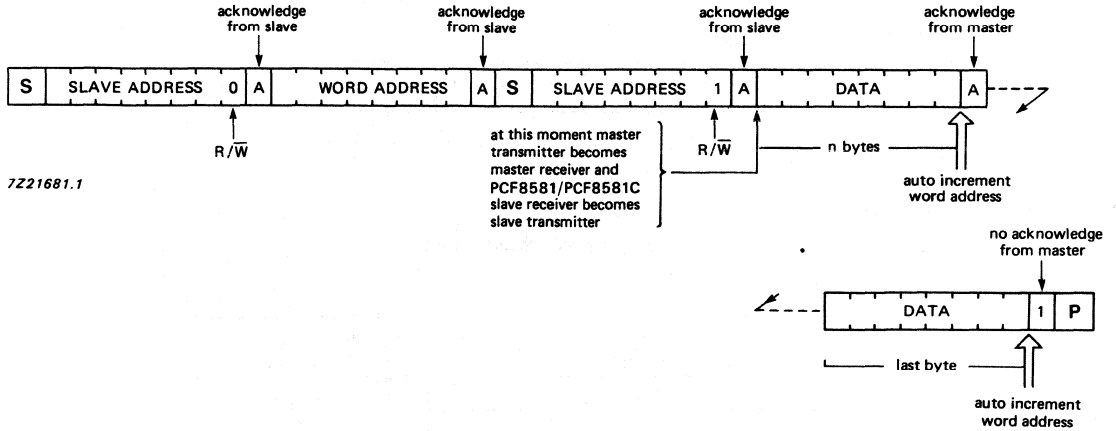 acknowledge from slave
acknowledge from slave
acknowledge from slave
acknowledge from master
S SLAVE ADDRESS 0 A WORD ADDRESS A S SLAVE ADDRESS 1 A DATA A
R/W̅
at this moment master
transmitter becomes
master receiver and
PCF8581/PCF8581C
slave receiver becomes
slave transmitter
R/W̅
n bytes
auto increment
word address
7Z21681.1
no acknowledge
from master
DATA 1 P
last byte
auto increment
word address